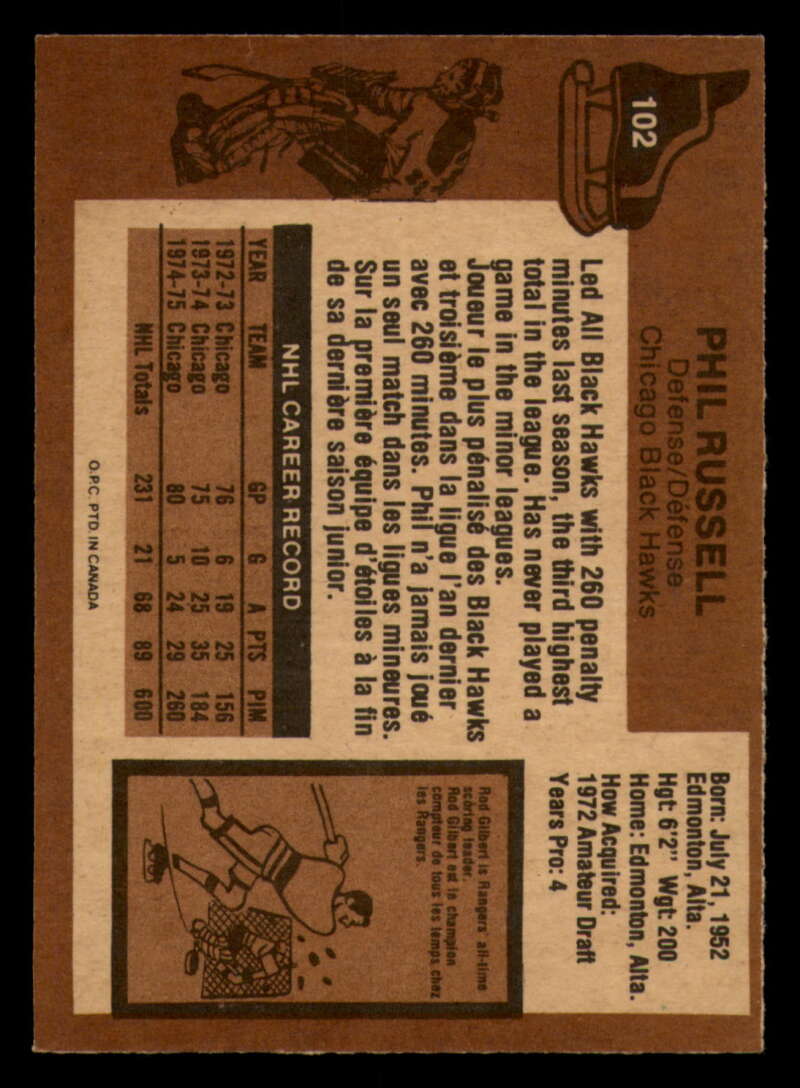 102
PHIL RUSSELL
Defense/Défense
Chicago Black Hawks
Born: July 21, 1952
Edmonton, Alta.
Hgt: 6'2" Wgt: 200
Home: Edmonton, Alta.
How Acquired:
1972 Amateur Draft
Years Pro: 4
Led All Black Hawks with 260 penalty
minutes last season, the third highest
total in the league. Has never played a
game in the minor leagues.
Joueur le plus pénalisé des Black Hawks
et troisième dans la ligue l'an dernier
avec 260 minutes. Phil n'a jamais joué
un seul match dans les ligues mineures.
Sur la première équipe d'étoiles à la fin
de sa dernière saison junior.
NHL CAREER RECORD
YEAR TEAM GP G A PTS PIM
1972-73 Chicago 76 6 19 25 156
1973-74 Chicago 75 10 25 35 184
1974-75 Chicago 80 5 24 29 260
NHL Totals 231 21 68 89 600
Rod Gilbert is Rangers' all-time
scoring leader.
Rod Gilbert est le champion
compteur de tous les temps chez
les Rangers.
O.P.C. PTD. IN CANADA